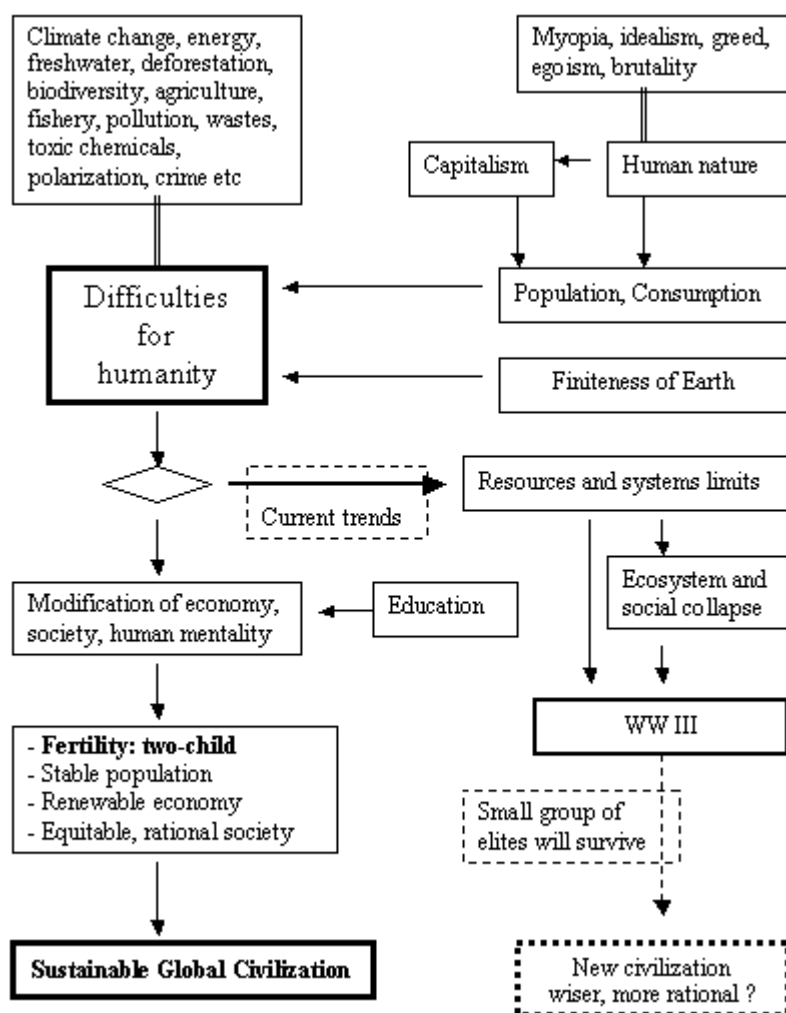 Climate change, energy,
freshwater, deforestation,
biodiversity, agriculture,
fishery, pollution, wastes,
toxic chemicals,
polarization, crime etc
Myopia, idealism, greed,
egoism, brutality
Capitalism
Human nature
Difficulties
for
humanity
Population, Consumption
Finiteness of Earth
Current trends
Resources and systems limits
Ecosystem and
social collapse
Modification of economy,
society, human mentality
Education
WW III
- Fertility: two-child
- Stable population
- Renewable economy
- Equitable, rational society
Small group of
elites will survive
Sustainable Global Civilization
New civilization
wiser, more rational ?